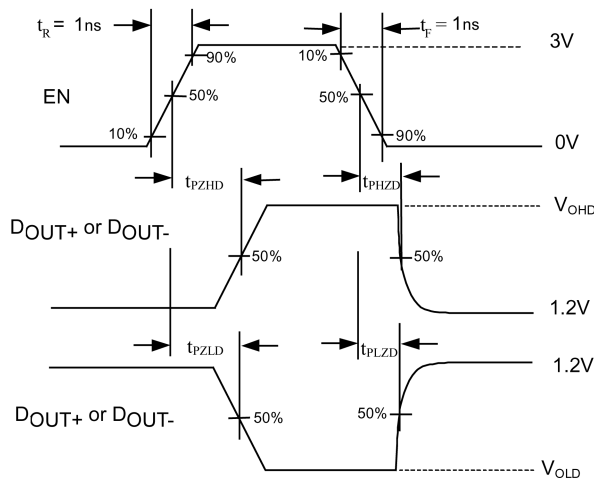 tR = 1ns
tF = 1ns
3V
90%
10%
EN
50%
50%
10%
90%
0V
tPZHD
tPHZD
VOHD
DOUT+ or DOUT-
50%
50%
1.2V
tPZLD
tPLZD
1.2V
DOUT+ or DOUT-
50%
50%
VOLD